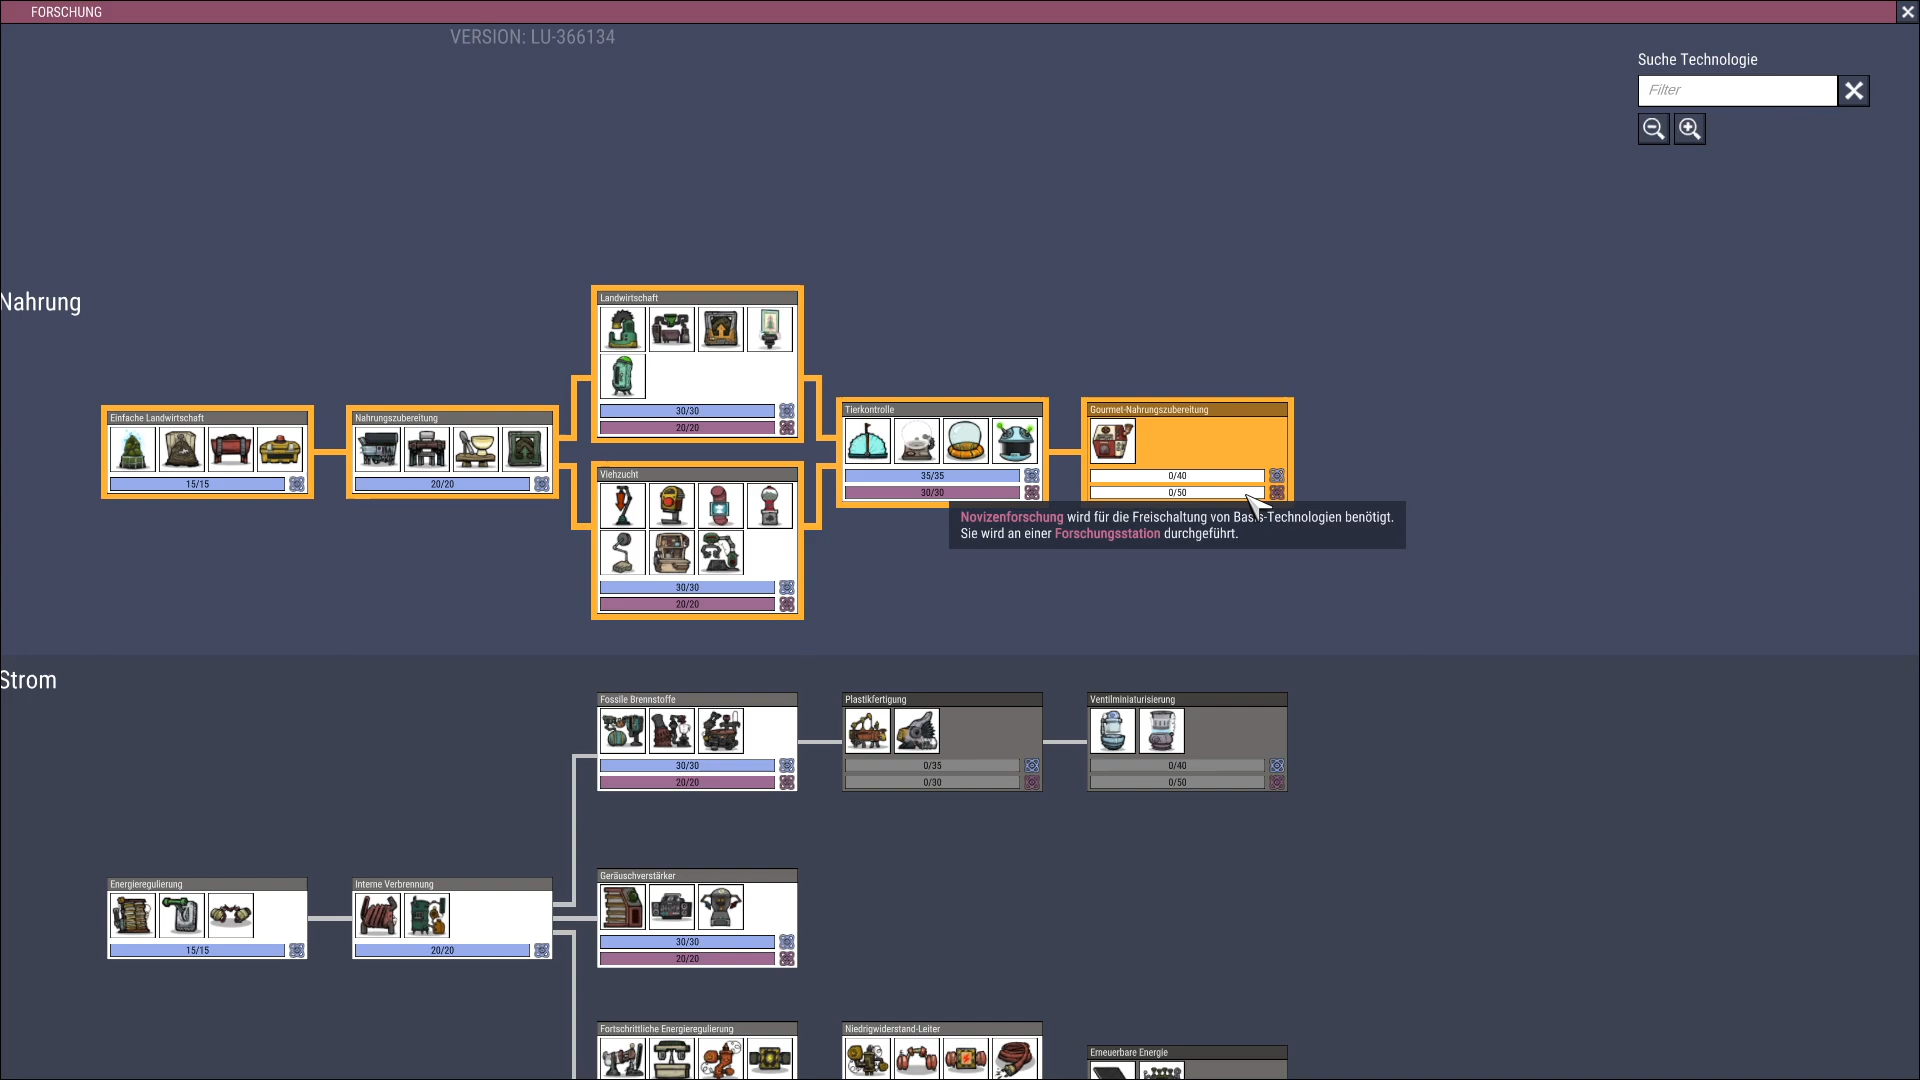 FORSCHUNG
VERSION: LU-366134
Suche Technologie
Filter
Nahrung
Einfache Landwirtschaft
15/15
Nahrungszubereitung
20/20
Landwirtschaft
30/30
20/20
Viehzucht
30/30
20/20
Tierkontrolle
35/35
30/30
Gourmet-Nahrungszubereitung
0/40
0/50
Novizenforschung wird für die Freischaltung von Basis-Technologien benötigt.
Sie wird an einer Forschungsstation durchgeführt.
Strom
Energieregulierung
15/15
Interne Verbrennung
20/20
Fossile Brennstoffe
30/30
20/20
Plastikfertigung
0/35
0/30
Ventilminiaturisierung
0/40
0/50
Geräuschverstärker
30/30
20/20
Fortschrittliche Energieregulierung
Niedrigwiderstand-Leiter
Erneuerbare Energie